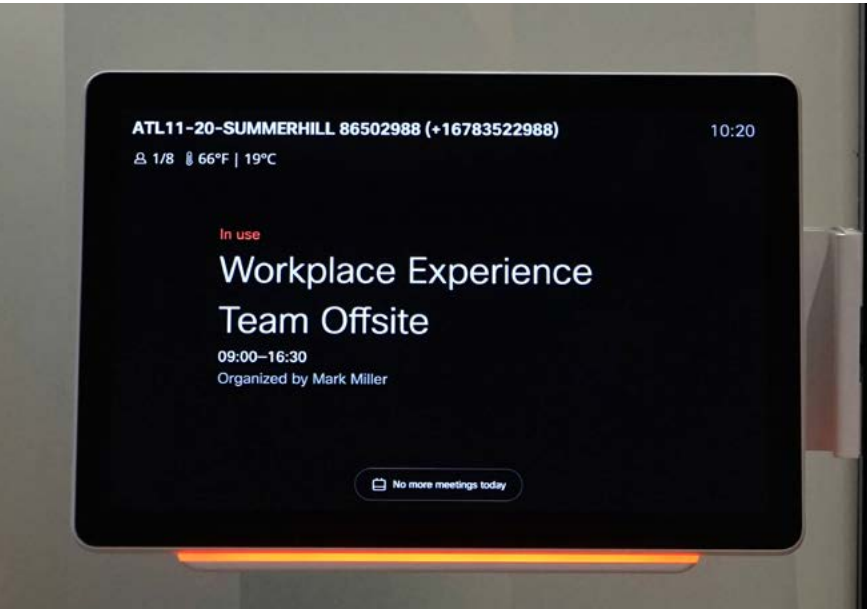 ATL11-20-SUMMERHILL 86502988 (+16783522988)
10:20
1/8 66°F | 19°C
In use
Workplace Experience
Team Offsite
09:00–16:30
Organized by Mark Miller
No more meetings today